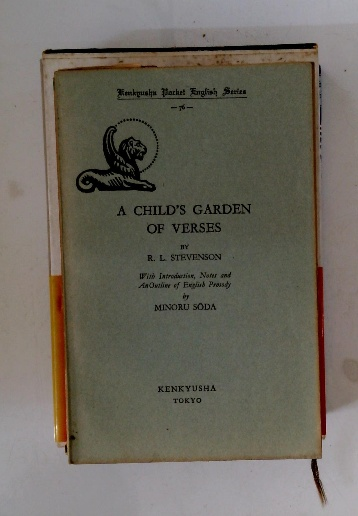 Kenkyusha Pocket English Series
— 76 —
A CHILD'S GARDEN
OF VERSES
BY
R. L. STEVENSON
With Introduction, Notes and
An Outline of English Prosody
by
MINORU SŌDA
KENKYUSHA
TOKYO